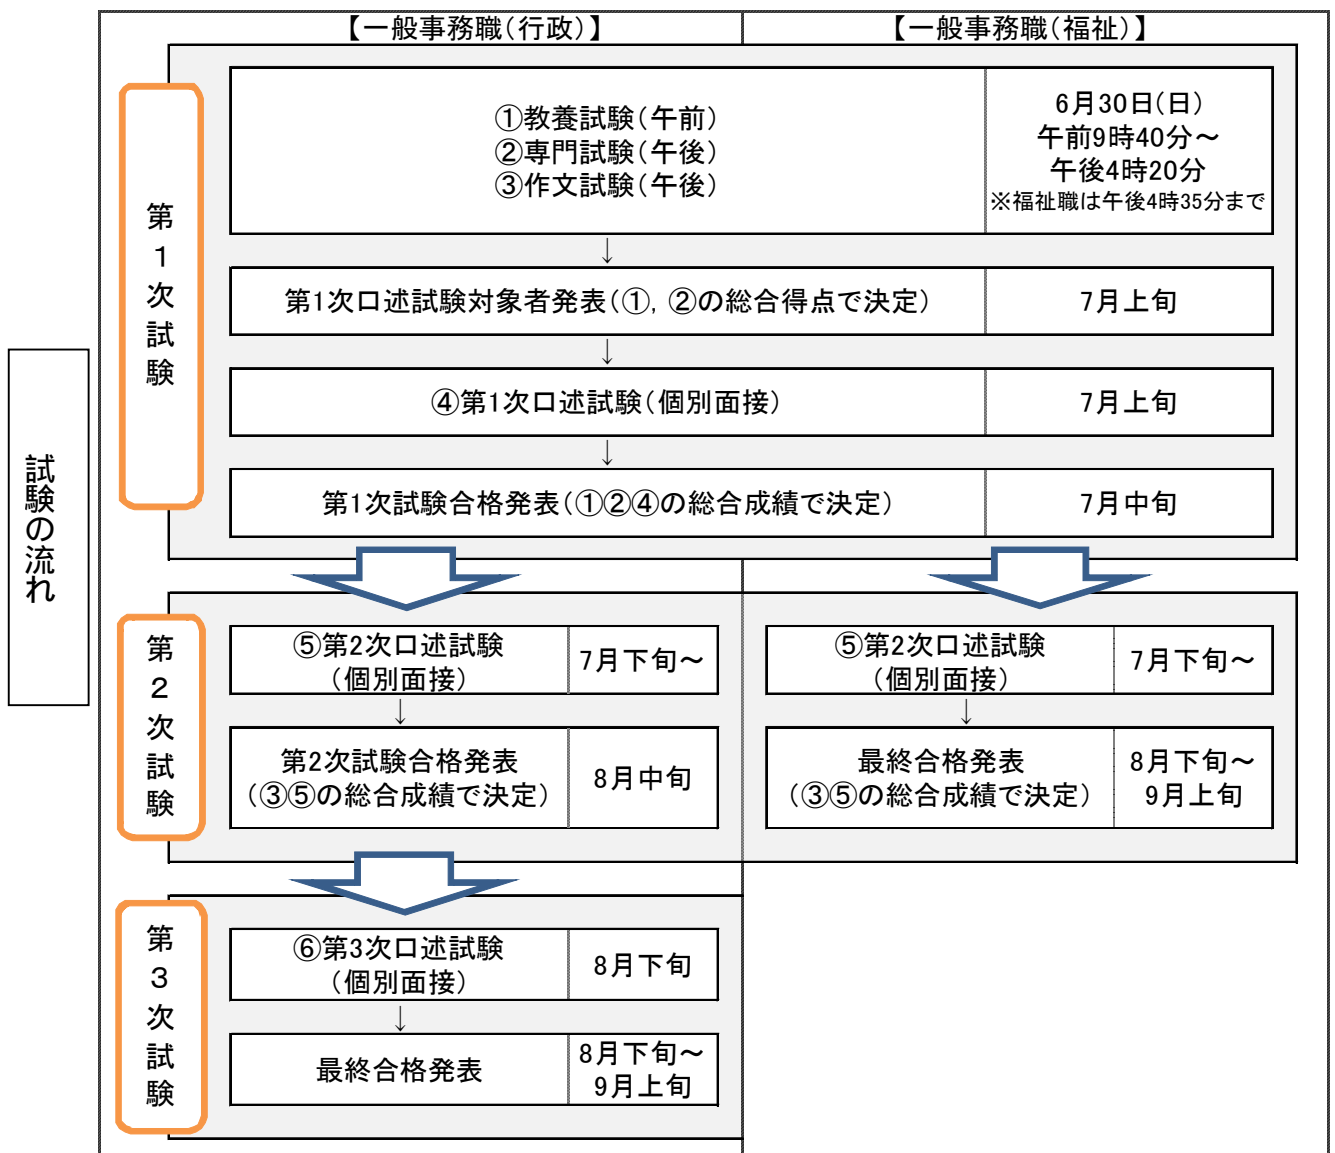 試験の流れ
【一般事務職（行政）】
【一般事務職（福祉）】
第1次試験
①教養試験（午前）
②専門試験（午後）
③作文試験（午後）
6月30日（日）
午前9時40分～
午後4時20分
※福祉職は午後4時35分まで
↓
第1次口述試験対象者発表（①，②の総合得点で決定）
7月上旬
↓
④第1次口述試験（個別面接）
7月上旬
↓
第1次試験合格発表（①②④の総合成績で決定）
7月中旬
第2次試験
⑤第2次口述試験
（個別面接）
7月下旬～
↓
第2次試験合格発表
（③⑤の総合成績で決定）
8月中旬
⑤第2次口述試験
（個別面接）
7月下旬～
↓
最終合格発表
（③⑤の総合成績で決定）
8月下旬～
9月上旬
第3次試験
⑥第3次口述試験
（個別面接）
8月下旬
↓
最終合格発表
8月下旬～
9月上旬